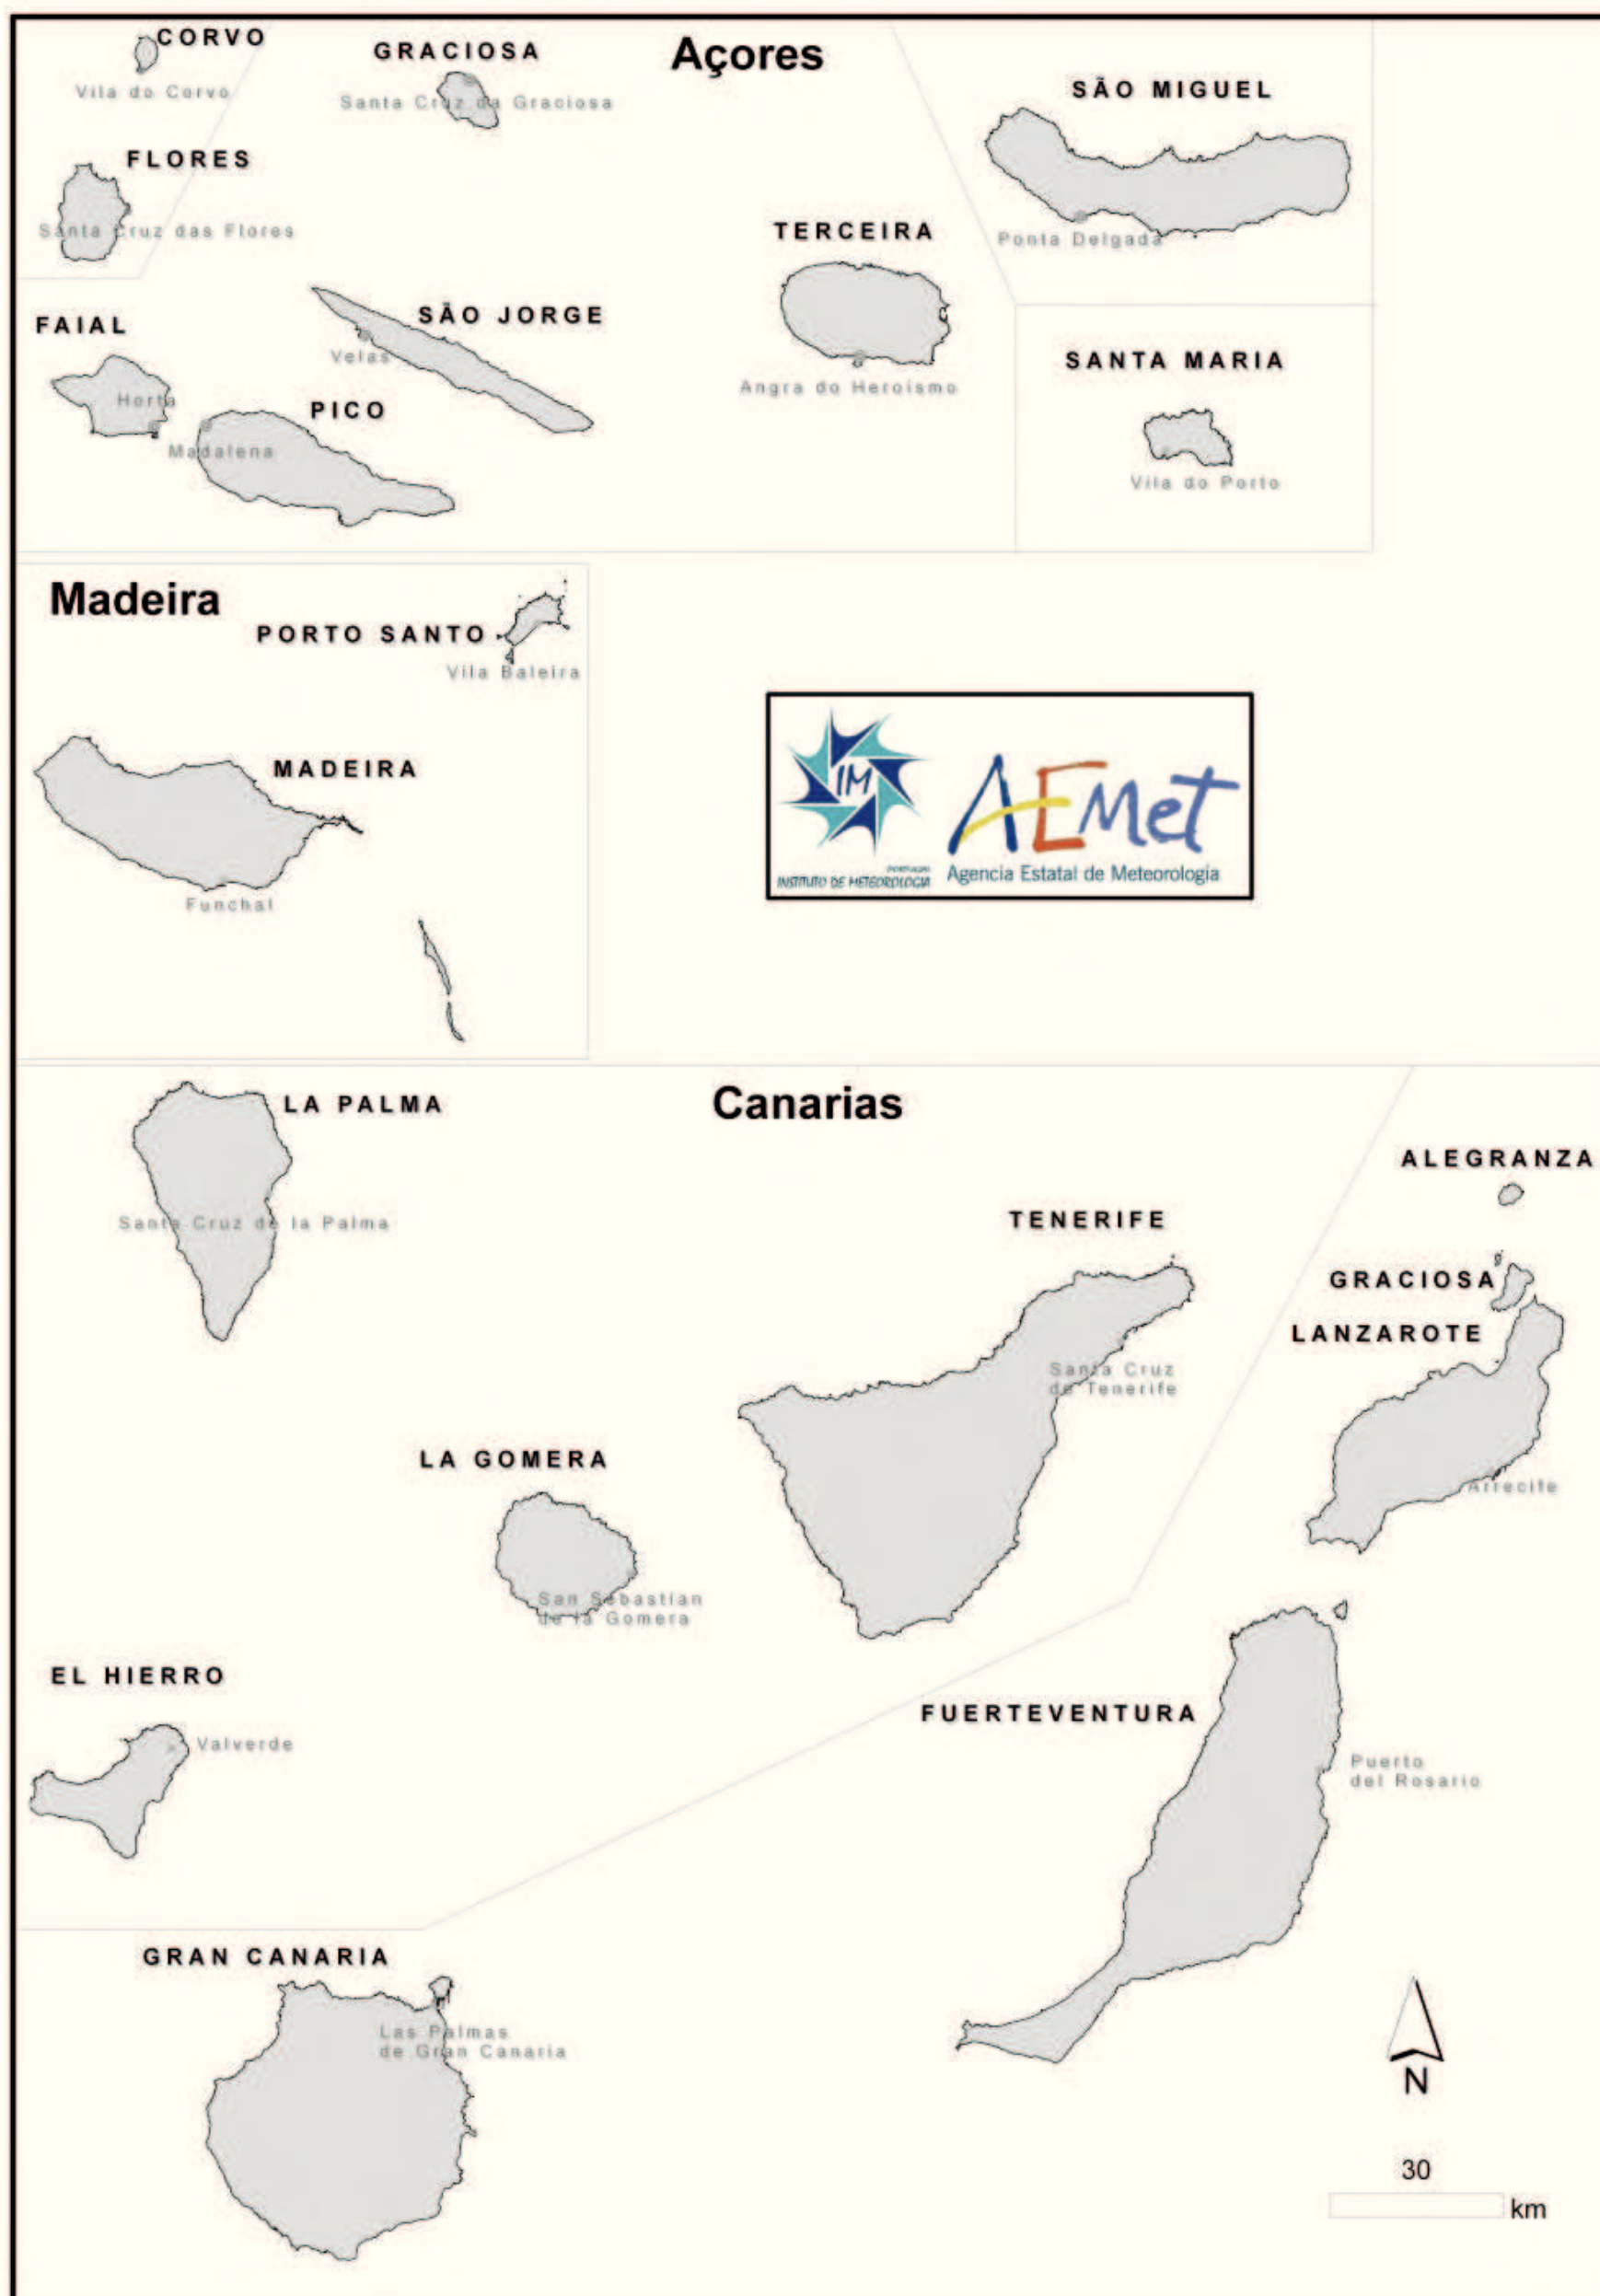 Açores
CORVO
Vila do Corvo
GRACIOSA
Santa Cruz da Graciosa
SÃO MIGUEL
Ponta Delgada
FLORES
Santa Cruz das Flores
TERCEIRA
Angra do Heroismo
SÃO JORGE
Velas
FAIAL
Horta
PICO
Madalena
SANTA MARIA
Vila do Porto
Madeira
PORTO SANTO
Vila Baleira
MADEIRA
Funchal
IM
PORTUGAL
INSTITUTO DE METEOROLOGIA
AEMet
Agencia Estatal de Meteorología
Canarias
LA PALMA
Santa Cruz de la Palma
ALEGRANZA
TENERIFE
Santa Cruz
de Tenerife
GRACIOSA
LANZAROTE
Arrecife
LA GOMERA
San Sebastían
de la Gomera
EL HIERRO
Valverde
FUERTEVENTURA
Puerto
del Rosario
GRAN CANARIA
Las Palmas
de Gran Canaria
N
30
km